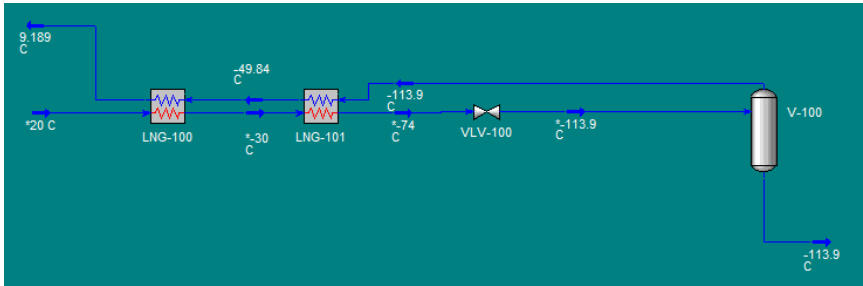 9.189
C
-49.84
C
-113.9
C
*20 C
LNG-100
*-30
C
LNG-101
*-74
C
VLV-100
*-113.9
C
V-100
-113.9
C